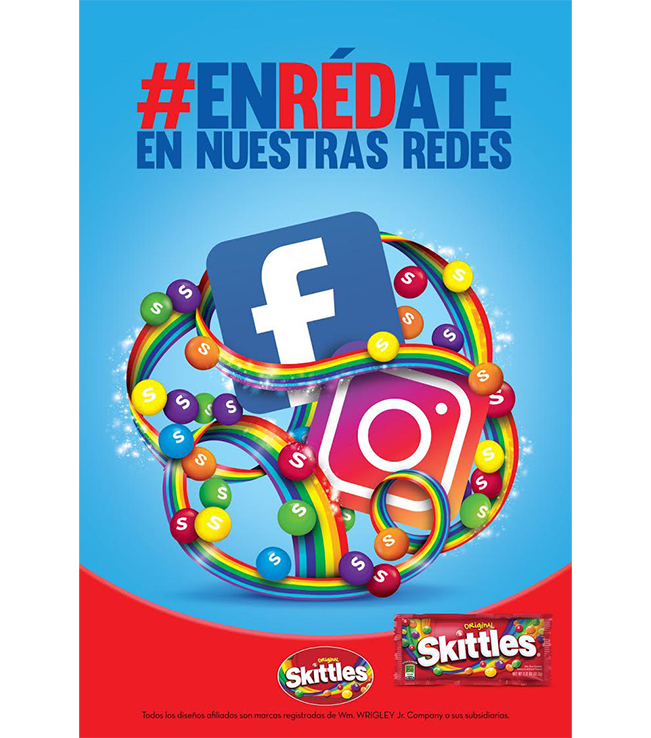 #ENRÉDATE
EN NUESTRAS REDES
ORIGINAL
Skittles
ORIGINAL
Skittles
Todos los diseños afiliados son marcas registradas de Wm. WRIGLEY Jr. Company o sus subsidiarias.